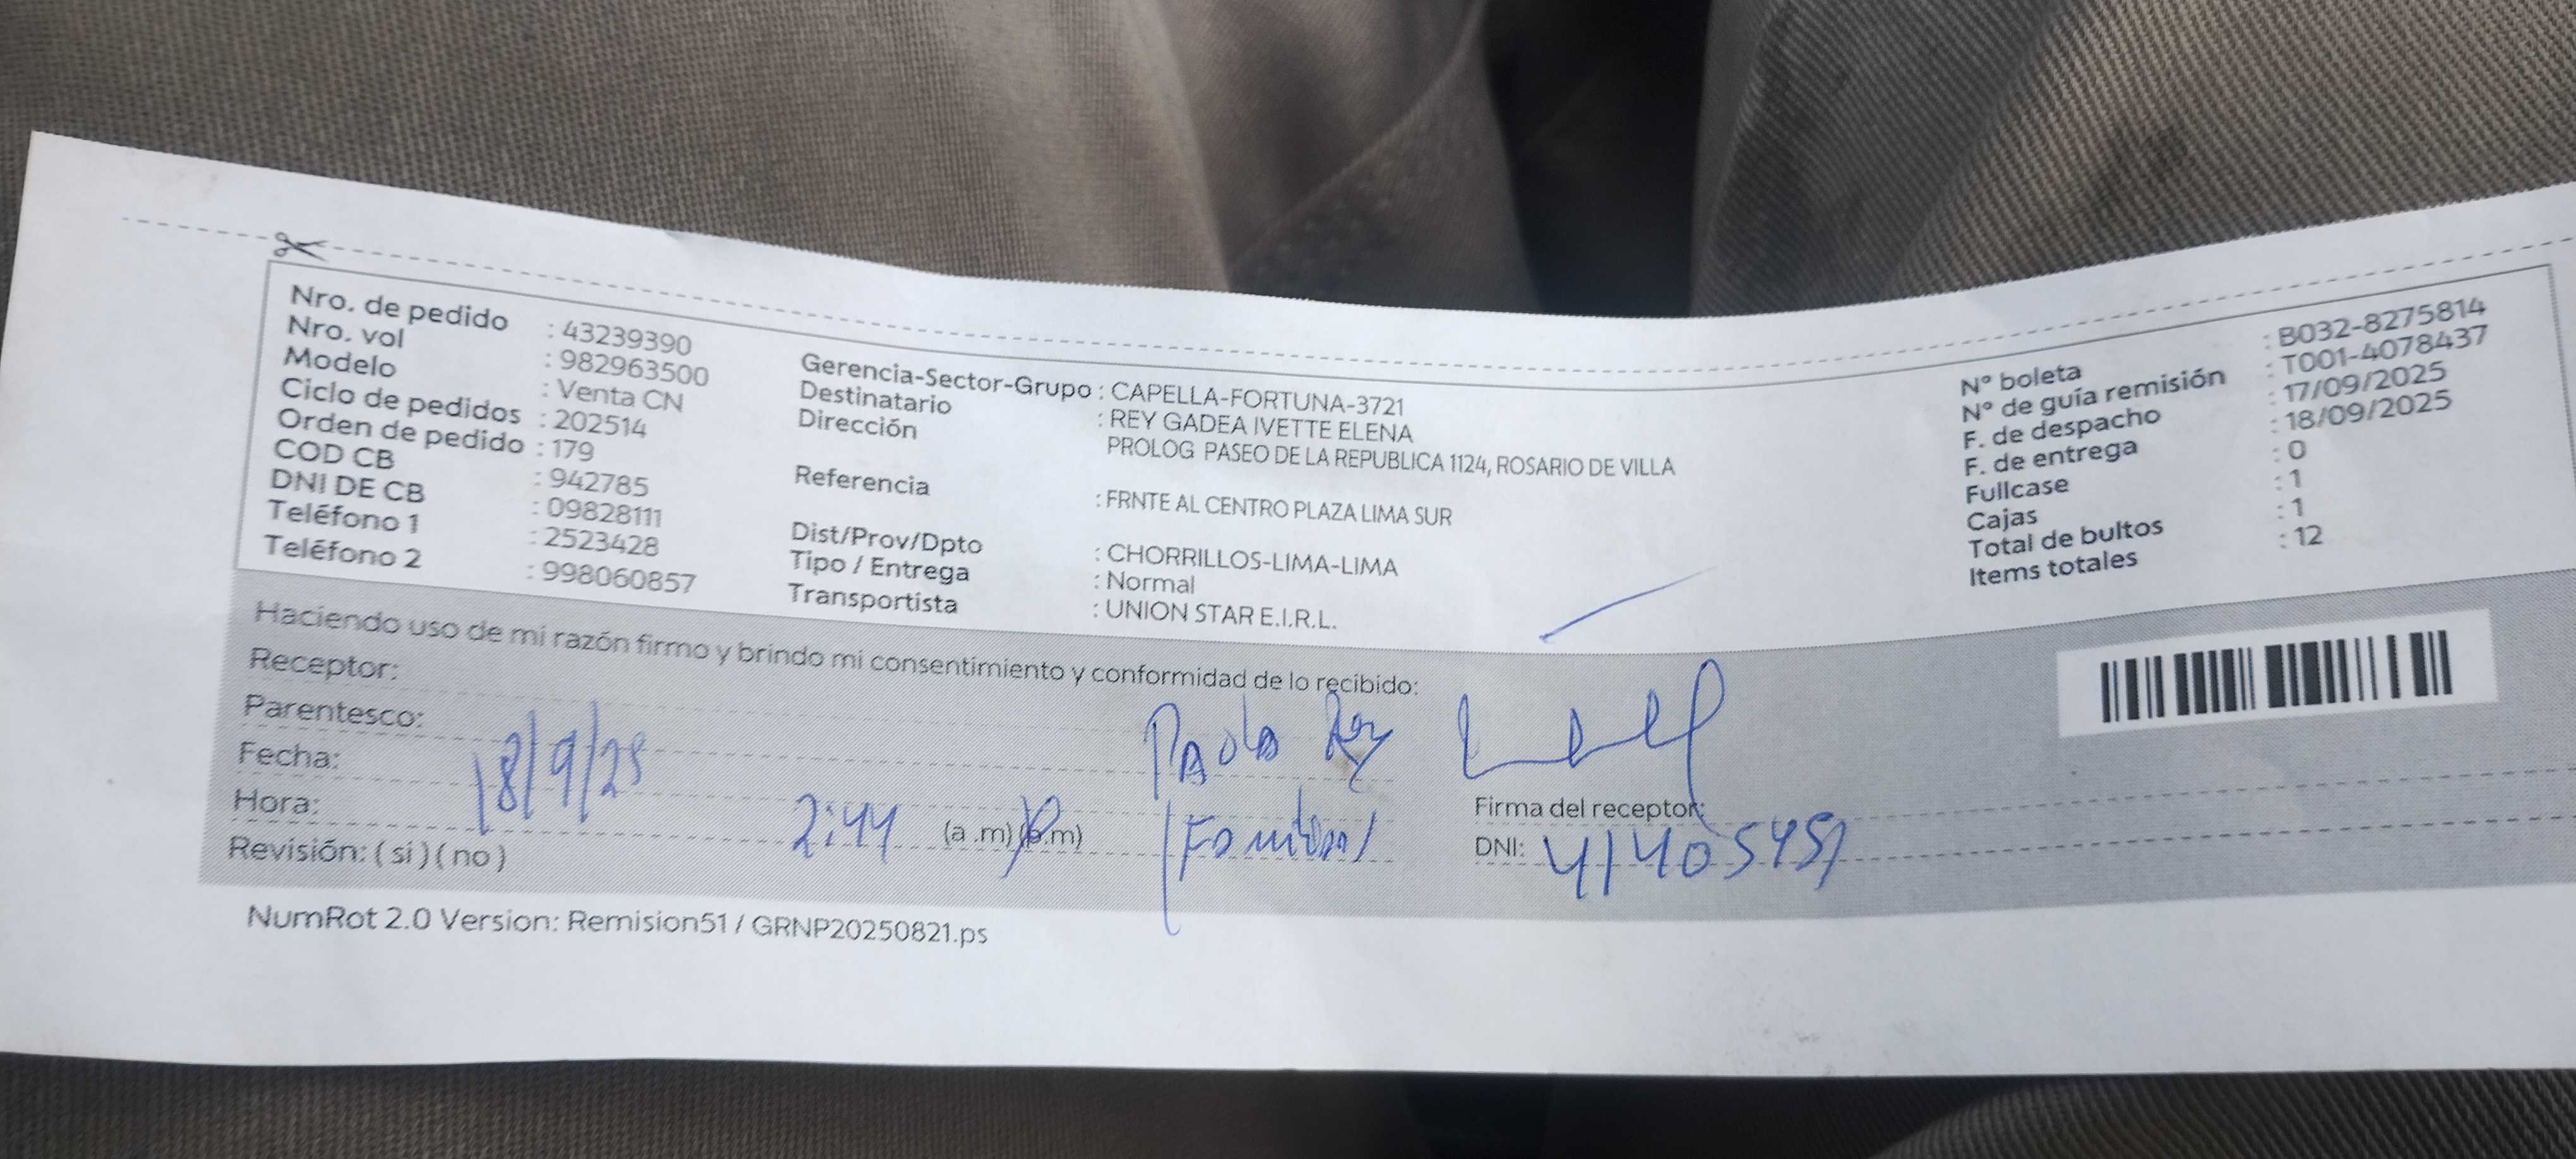 Nro. de pedido : 43239390
Nro. vol : 982963500
Modelo : Venta CN
Ciclo de pedidos : 202514
Orden de pedido : 179
COD CB : 942785
DNI DE CB : 09828111
Teléfono 1 : 2523428
Teléfono 2 : 998060857
Gerencia-Sector-Grupo : CAPELLA-FORTUNA-3721
Destinatario : REY GADEA IVETTE ELENA
Dirección PROLOG PASEO DE LA REPUBLICA 1124, ROSARIO DE VILLA
Referencia : FRNTE AL CENTRO PLAZA LIMA SUR
Dist/Prov/Dpto : CHORRILLOS-LIMA-LIMA
Tipo / Entrega : Normal
Transportista : UNION STAR E.I.R.L.
N° boleta : B032-8275814
N° de guía remisión : T001-4078437
F. de despacho : 17/09/2025
F. de entrega : 18/09/2025
Fullcase : 0
Cajas : 1
Total de bultos : 1
Items totales : 12
Haciendo uso de mi razón firmo y brindo mi consentimiento y conformidad de lo recibido:
Receptor: Paola Rey
Parentesco:
Fecha: 18/9/25
Hora: 2:44 (a .m) (p.m)
Revisión: ( si ) ( no )
Firma del receptor:
DNI:
NumRot 2.0 Version: Remision51 / GRNP20250821.ps